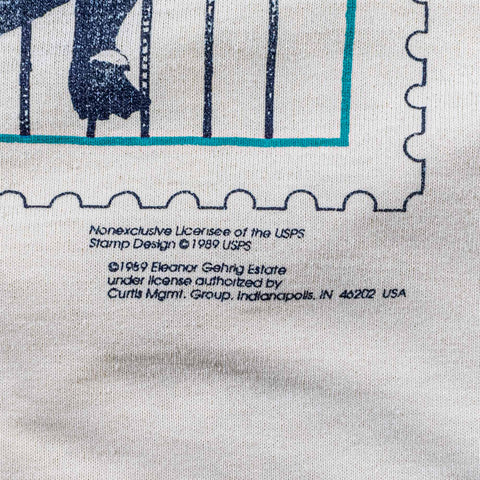 Nonexclusive Licensee of the USPS
Stamp Design © 1989 USPS
©1989 Eleanor Gehrig Estate
under license authorized by
Curtis Mgmt. Group, Indianapolis, IN 46202 USA